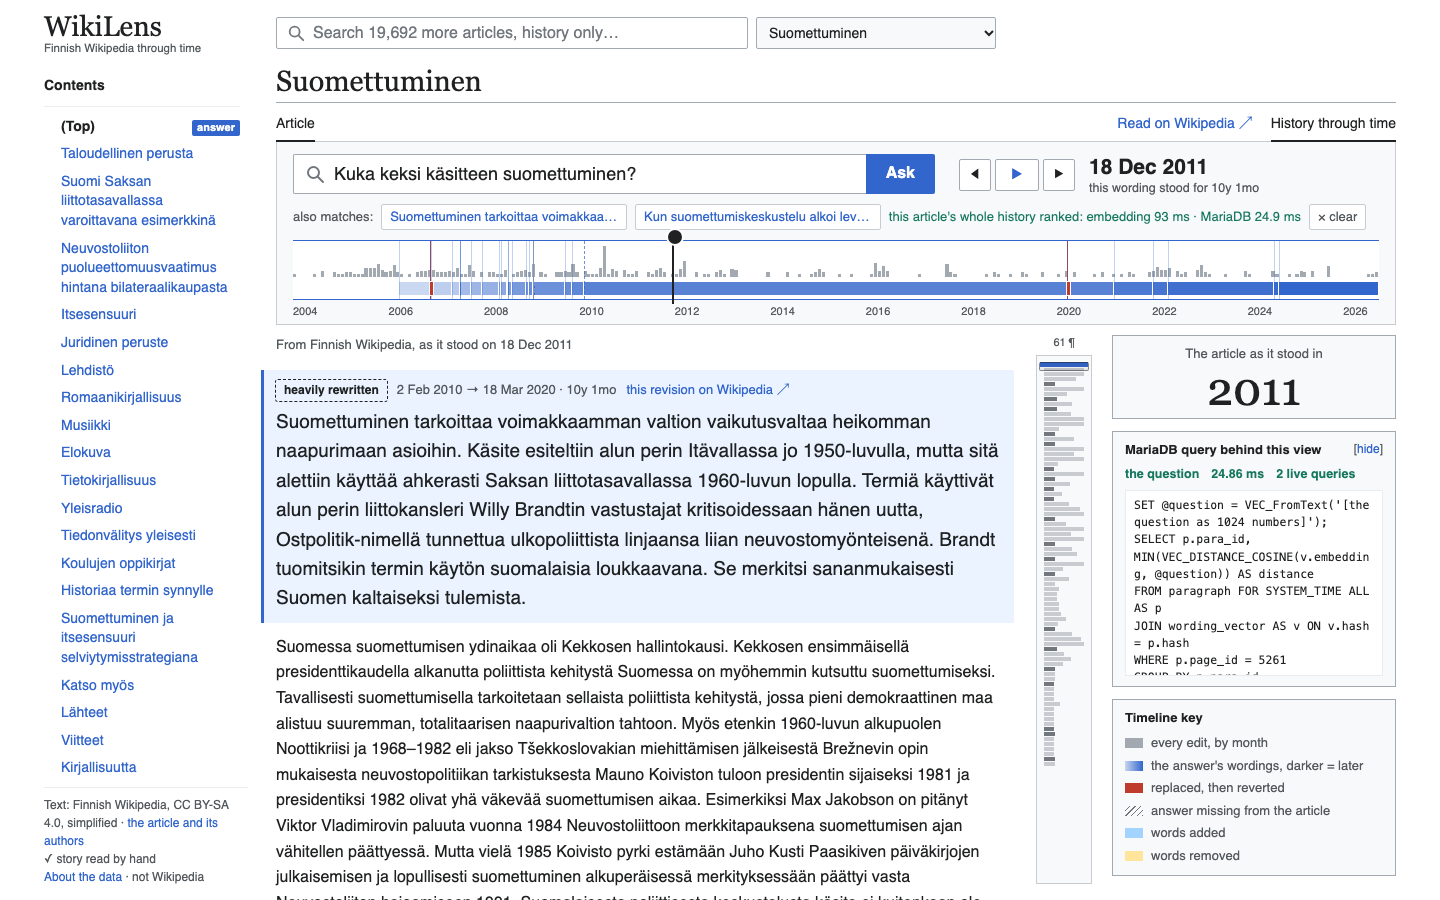 WikiLens
Finnish Wikipedia through time
Search 19,692 more articles, history only…
Suomettuminen
Contents
(Top)
answer
Taloudellinen perusta
Suomi Saksan
liittotasavallassa
varoittavana esimerkkinä
Neuvostoliiton
puolueettomuusvaatimus
hintana bilateraalikaupasta
Itsesensuuri
Juridinen peruste
Lehdistö
Romaanikirjallisuus
Musiikki
Elokuva
Tietokirjallisuus
Yleisradio
Tiedonvälitys yleisesti
Koulujen oppikirjat
Historiaa termin synnylle
Suomettuminen ja
itsesensuuri
selviytymisstrategiana
Katso myös
Lähteet
Viitteet
Kirjallisuutta
Text: Finnish Wikipedia, CC BY-SA
4.0, simplified · the article and its
authors
✓ story read by hand
About the data · not Wikipedia
Suomettuminen
Article
Read on Wikipedia ↗
History through time
Kuka keksi käsitteen suomettuminen?
Ask
◀
▶
▶
18 Dec 2011
this wording stood for 10y 1mo
also matches:
Suomettuminen tarkoittaa voimakkaa…
Kun suomettumiskeskustelu alkoi lev…
this article's whole history ranked: embedding 93 ms · MariaDB 24.9 ms
× clear
2004 2006 2008 2010 2012 2014 2016 2018 2020 2022 2024 2026
From Finnish Wikipedia, as it stood on 18 Dec 2011
heavily rewritten 2 Feb 2010 → 18 Mar 2020 · 10y 1mo this revision on Wikipedia ↗
Suomettuminen tarkoittaa voimakkaamman valtion vaikutusvaltaa heikomman
naapurimaan asioihin. Käsite esiteltiin alun perin Itävallassa jo 1950-luvulla, mutta sitä
alettiin käyttää ahkerasti Saksan liittotasavallassa 1960-luvun lopulla. Termiä käyttivät
alun perin liittokansleri Willy Brandtin vastustajat kritisoidessaan hänen uutta,
Ostpolitik-nimellä tunnettua ulkopoliittista linjaansa liian neuvostomyönteisenä. Brandt
tuomitsikin termin käytön suomalaisia loukkaavana. Se merkitsi sananmukaisesti
Suomen kaltaiseksi tulemista.
Suomessa suomettumisen ydinaikaa oli Kekkosen hallintokausi. Kekkosen ensimmäisellä
presidenttikaudella alkanutta poliittista kehitystä Suomessa on myöhemmin kutsuttu suomettumiseksi.
Tavallisesti suomettumisella tarkoitetaan sellaista poliittista kehitystä, jossa pieni demokraattinen maa
alistuu suuremman, totalitaarisen naapurivaltion tahtoon. Myös etenkin 1960-luvun alkupuolen
Noottikriisi ja 1968–1982 eli jakso Tšekkoslovakian miehittämisen jälkeisestä Brežnevin opin
mukaisesta neuvostopolitiikan tarkistuksesta Mauno Koiviston tuloon presidentin sijaiseksi 1981 ja
presidentiksi 1982 olivat yhä väkevää suomettumisen aikaa. Esimerkiksi Max Jakobson on pitänyt
Viktor Vladimirovin paluuta vuonna 1984 Neuvostoliittoon merkkitapauksena suomettumisen ajan
vähitellen päättyessä. Mutta vielä 1985 Koivisto pyrki estämään Juho Kusti Paasikiven päiväkirjojen
julkaisemisen ja lopullisesti suomettuminen alkuperäisessä merkityksessään päättyi vasta
61 ¶
The article as it stood in
2011
MariaDB query behind this view [hide]
the question 24.86 ms 2 live queries
SET @question = VEC_FromText('[the
question as 1024 numbers]');
SELECT p.para_id,
MIN(VEC_DISTANCE_COSINE(v.embeddin
g, @question)) AS distance
FROM paragraph FOR SYSTEM_TIME ALL
AS p
JOIN wording_vector AS v ON v.hash
= p.hash
WHERE p.page_id = 5261
Timeline key
every edit, by month
the answer's wordings, darker = later
replaced, then reverted
answer missing from the article
words added
words removed